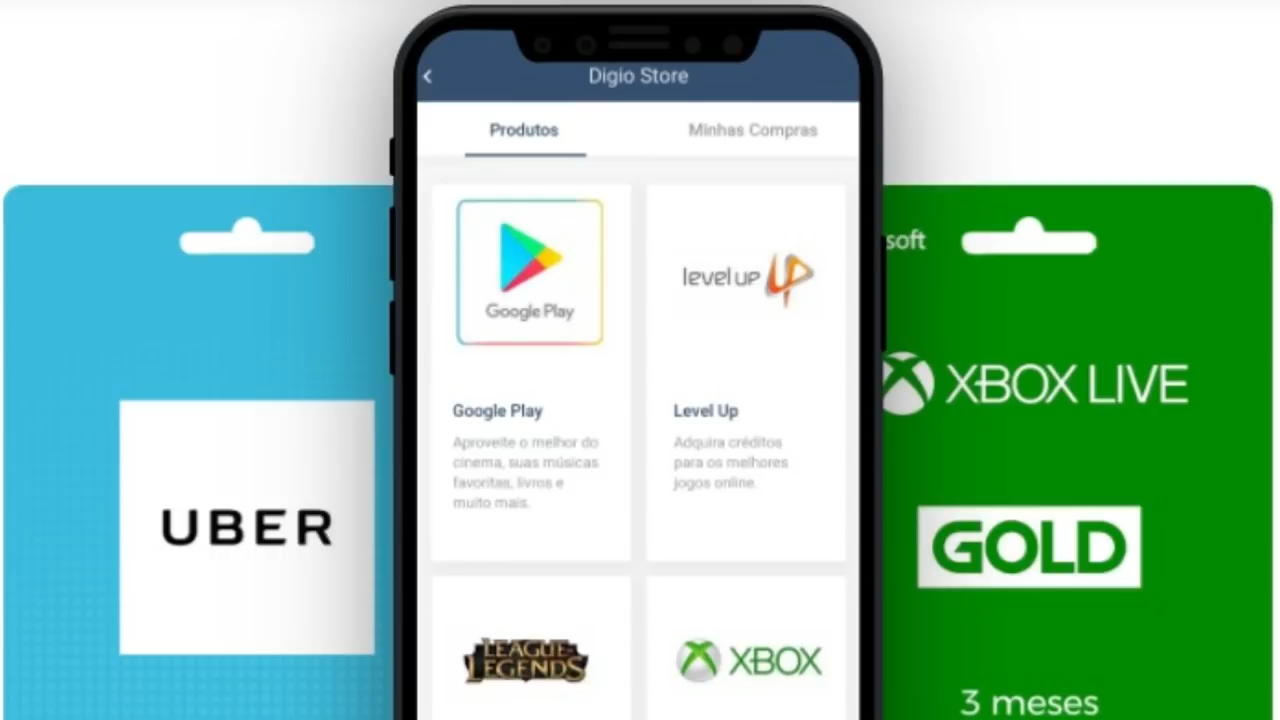 Digio Store
Produtos
Minhas Compras
Google Play
level up UP
Google Play
Aproveite o melhor do
cinema, suas músicas
favoritas, livros e
muito mais.
Level Up
Adquira créditos
para os melhores
jogos online.
LEAGUE OF
LEGENDS
XBOX
UBER
soft
XBOX LIVE
GOLD
3 meses